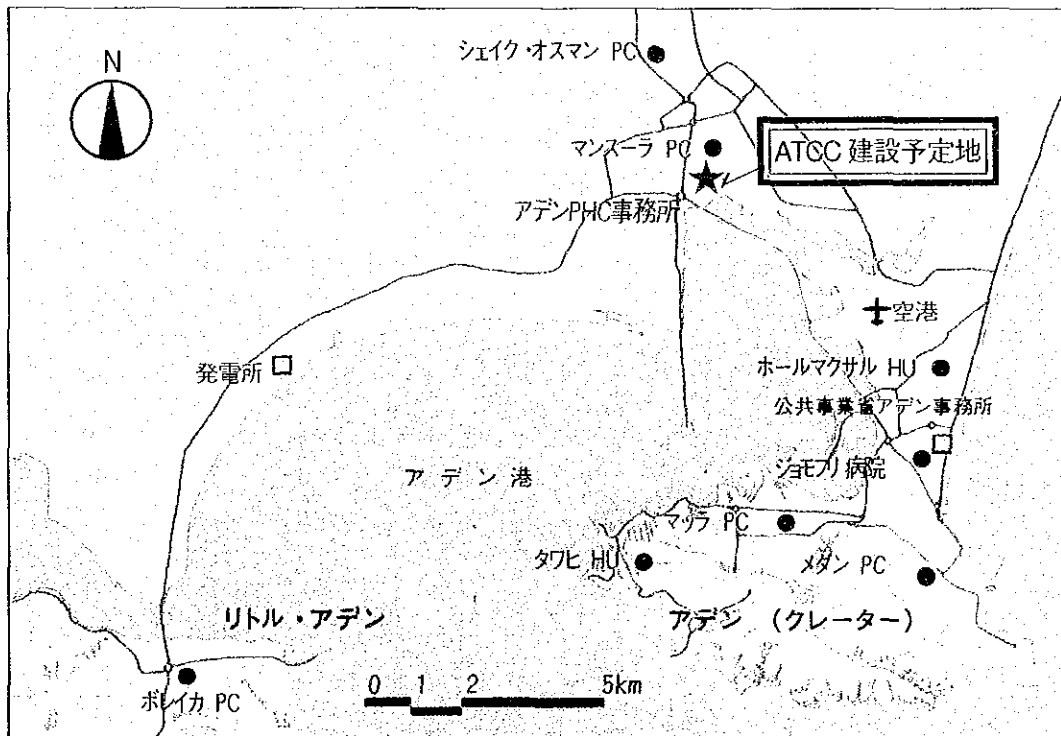 シェイク・オスマン PC
N
マンスーラ PC
ATCC 建設予定地
アデンPHC事務所
空港
発電所
ホールマクサル HU
公共事業省アデン事務所
アデン港
ジョモフリ病院
マッラ PC
タワヒ HU
メダン PC
リトル・アデン
アデン (クレーター)
ボレイカ PC
0 1 2 5km